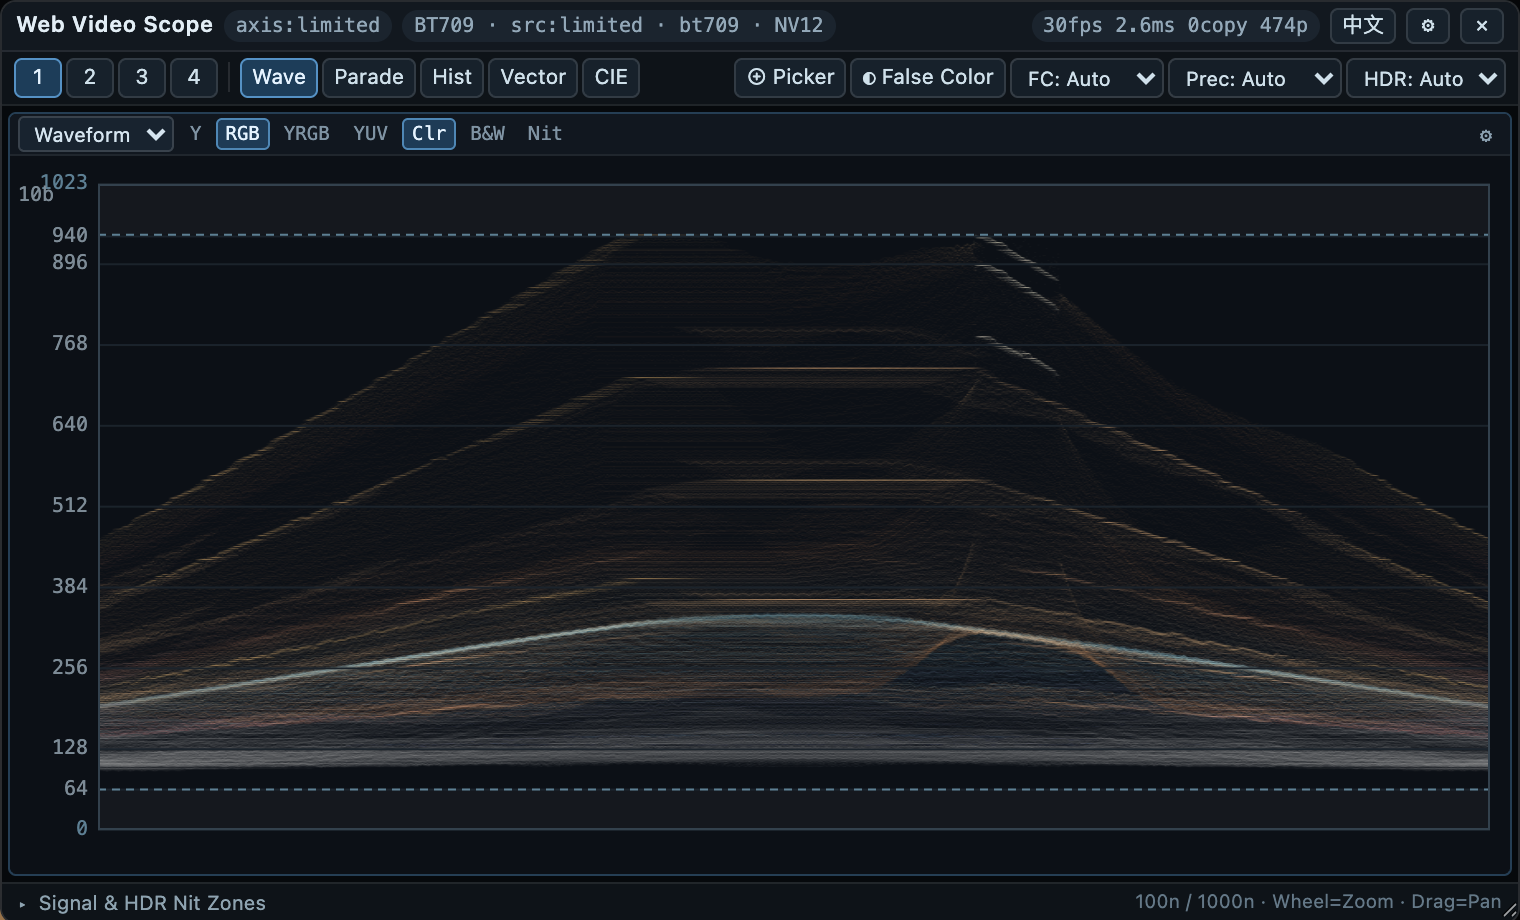 Web Video Scope axis:limited BT709 · src:limited · bt709 · NV12 30fps 2.6ms 0copy 474p 中文 ⚙ ×
1 2 3 4 Wave Parade Hist Vector CIE ⊕ Picker ◐ False Color FC: Auto Prec: Auto HDR: Auto
Waveform Y RGB YRGB YUV Clr B&W Nit ⚙
1023
10b
940
896
768
640
512
384
256
128
64
0
▸ Signal & HDR Nit Zones 100n / 1000n · Wheel=Zoom · Drag=Pan